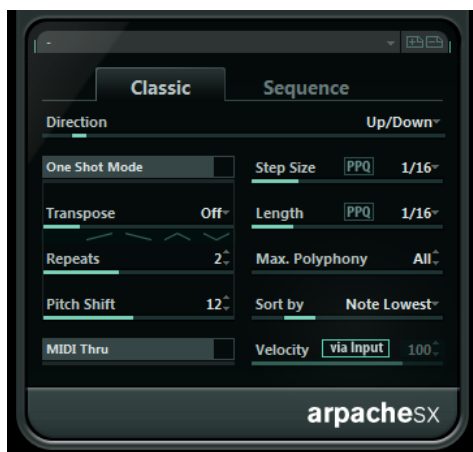 -
Classic Sequence
Direction Up/Down
One Shot Mode Step Size PPQ 1/16
Transpose Off Length PPQ 1/16
Repeats 2 Max. Polyphony All
Pitch Shift 12 Sort by Note Lowest
MIDI Thru Velocity via Input 100
arpacheSX